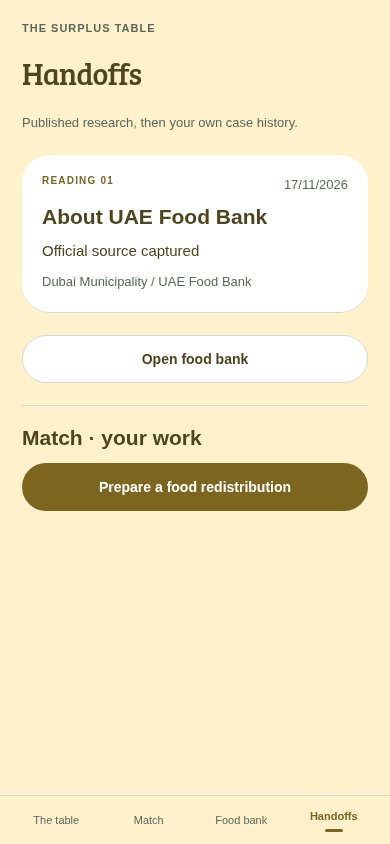 THE SURPLUS TABLE
Handoffs
Published research, then your own case history.
READING 01
17/11/2026
About UAE Food Bank
Official source captured
Dubai Municipality / UAE Food Bank
Open food bank
Match · your work
Prepare a food redistribution
The table
Match
Food bank
Handoffs